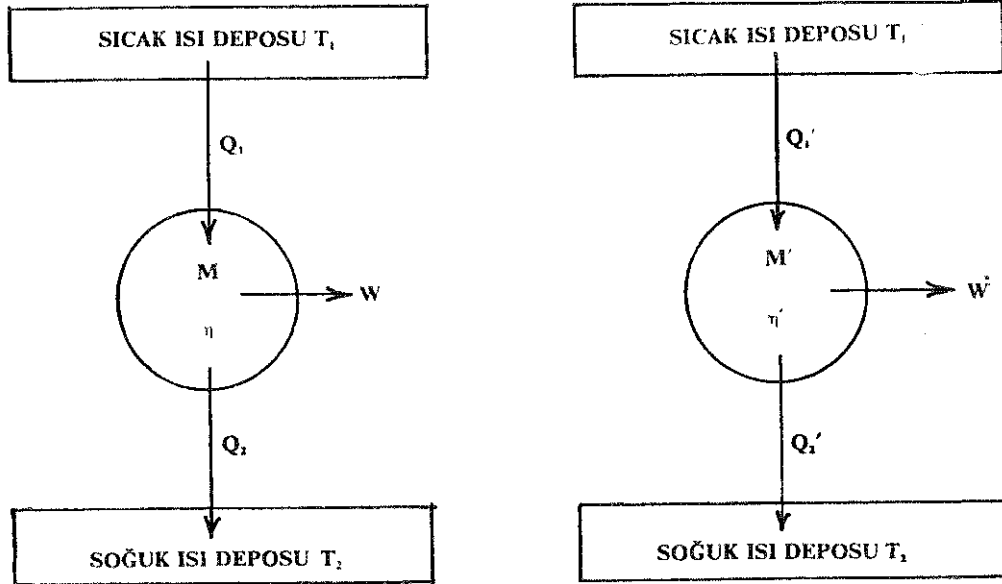 SICAK ISI DEPOSU T₁
Q₁
M
W
η
Q₂
SOĞUK ISI DEPOSU T₂
SICAK ISI DEPOSU T₁
Q₁′
M′
W′
η′
Q₂′
SOĞUK ISI DEPOSU T₂